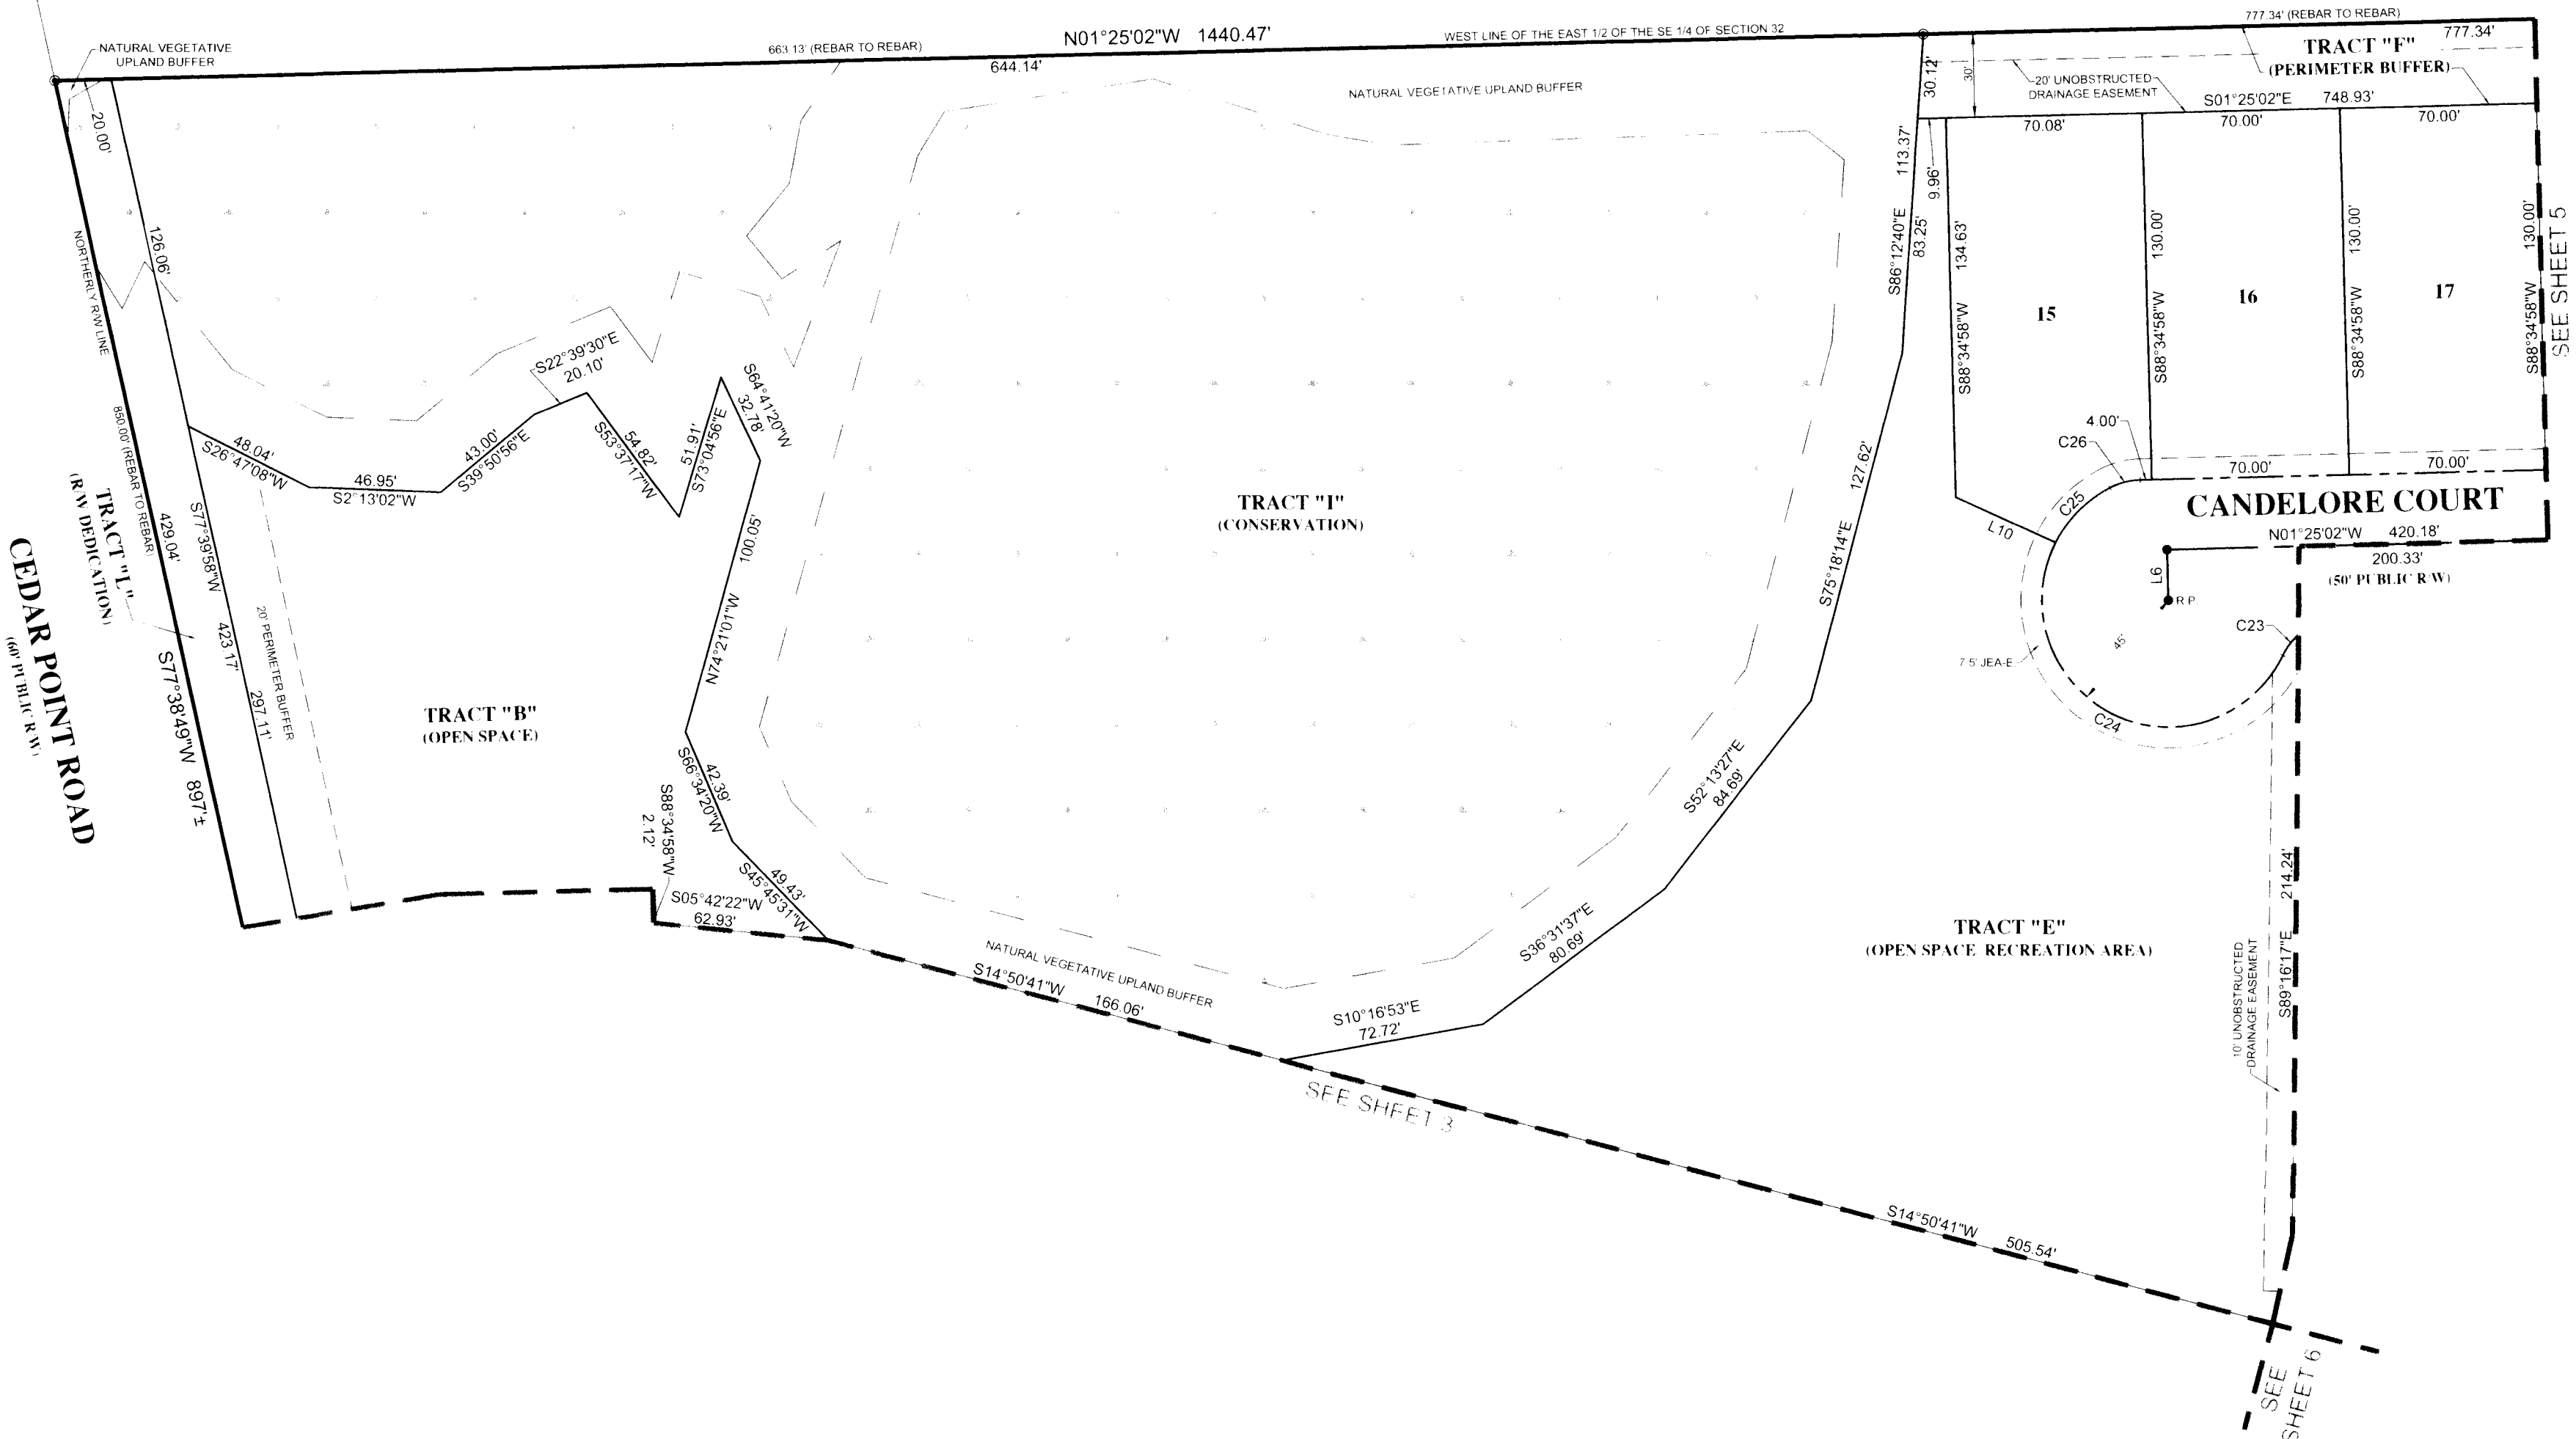 NATURAL VEGETATIVE
UPLAND BUFFER
663.13' (REBAR TO REBAR)
N01°25'02"W 1440.47'
644.14'
WEST LINE OF THE EAST 1/2 OF THE SE 1/4 OF SECTION 32
777.34' (REBAR TO REBAR)
777.34'
TRACT "F"
(PERIMETER BUFFER)
20' UNOBSTRUCTED
DRAINAGE EASEMENT
S01°25'02"E 748.93'
30.12'
30'
70.08'
70.00'
70.00'
NATURAL VEGETATIVE UPLAND BUFFER
20.00'
126.06'
NORTHERLY R/W LINE
850.00' (REBAR TO REBAR)
429.04'
S77°39'58"W
423.17'
297.11'
20' PERIMETER BUFFER
TRACT "L"
(R/W DEDICATION)
CEDAR POINT ROAD
(60' PUBLIC R/W)
S77°38'49"W 897'±
48.04'
S26°47'08"W
46.95'
S2°13'02"W
43.00'
S39°50'56"E
S22°39'30"E
20.10'
54.82'
S53°37'17"W
51.91'
S73°04'56"E
S64°41'20"W
32.78'
N74°21'01"W 100.05'
42.39'
S66°34'20"W
S88°34'58"W
2.12'
49.43'
S45°45'31"W
S05°42'22"W
62.93'
TRACT "B"
(OPEN SPACE)
TRACT "I"
(CONSERVATION)
NATURAL VEGETATIVE UPLAND BUFFER
S14°50'41"W 166.06'
S10°16'53"E
72.72'
S36°31'37"E
80.69'
S52°13'27"E
84.69'
S75°18'14"E 127.62'
S86°12'40"E 113.37'
83.25'
9.96'
S88°34'58"W 134.63'
15
S88°34'58"W 130.00'
16
S88°34'58"W 130.00'
17
S88°34'58"W 130.00'
SEE SHEET 5
4.00'
C26
C25
L10
70.00'
70.00'
CANDELORE COURT
N01°25'02"W 420.18'
200.33'
(50' PUBLIC R/W)
L6
R.P.
C23
45'
7.5' JEA-E
C24
TRACT "E"
(OPEN SPACE RECREATION AREA)
10' UNOBSTRUCTED
DRAINAGE EASEMENT
S89°16'17"E 214.24'
SEE SHEET 3
S14°50'41"W 505.54'
SEE
SHEET 6